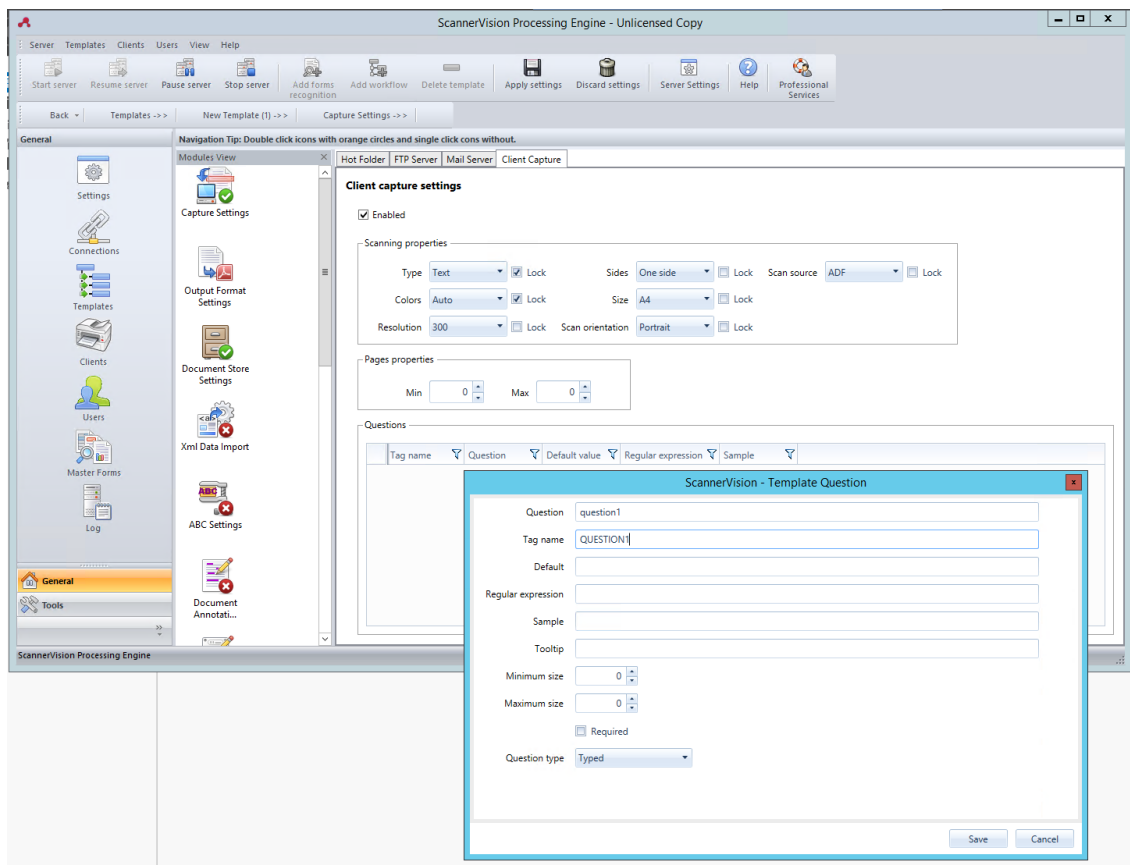 ScannerVision Processing Engine - Unlicensed Copy
Server Templates Clients Users View Help
Start server Resume server Pause server Stop server Add forms recognition Add workflow Delete template Apply settings Discard settings Server Settings Help Professional Services
Back Templates ->> New Template (1) ->> Capture Settings ->>
General
Navigation Tip: Double click icons with orange circles and single click cons without.
Settings
Connections
Templates
Clients
Users
Master Forms
Log
General
Tools
Modules View
Capture Settings
Output Format
Settings
Document Store
Settings
Xml Data Import
ABC
ABC Settings
Document
Annotati...
Hot Folder FTP Server Mail Server Client Capture
Client capture settings
Enabled
Scanning properties
Type Text Lock Sides One side Lock Scan source ADF Lock
Colors Auto Lock Size A4 Lock
Resolution 300 Lock Scan orientation Portrait Lock
Pages properties
Min 0 Max 0
Questions
Tag name Question Default value Regular expression Sample
ScannerVision Processing Engine
ScannerVision - Template Question
Question question1
Tag name QUESTION1
Default
Regular expression
Sample
Tooltip
Minimum size 0
Maximum size 0
Required
Question type Typed
Save Cancel